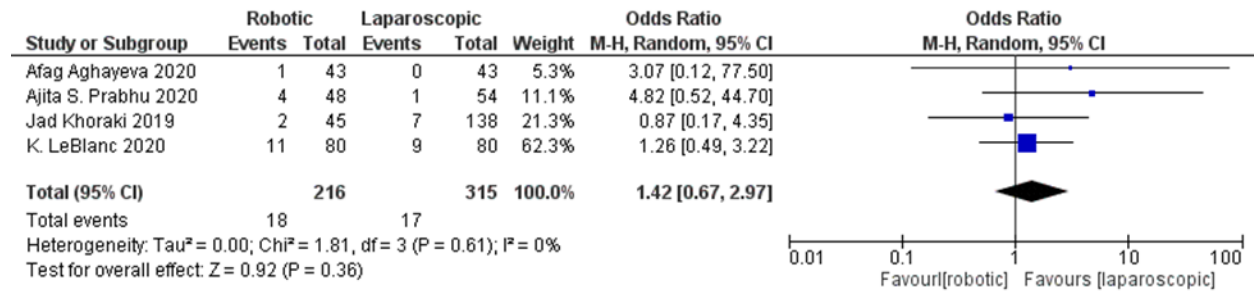 Robotic Laparoscopic Odds Ratio Odds Ratio
Study or Subgroup Events Total Events Total Weight M-H, Random, 95% CI M-H, Random, 95% CI
Afag Aghayeva 2020 1 43 0 43 5.3% 3.07 [0.12, 77.50]
Ajita S. Prabhu 2020 4 48 1 54 11.1% 4.82 [0.52, 44.70]
Jad Khoraki 2019 2 45 7 138 21.3% 0.87 [0.17, 4.35]
K. LeBlanc 2020 11 80 9 80 62.3% 1.26 [0.49, 3.22]
Total (95% CI) 216 315 100.0% 1.42 [0.67, 2.97]
Total events 18 17
Heterogeneity: Tau² = 0.00; Chi² = 1.81, df = 3 (P = 0.61); I² = 0%
Test for overall effect: Z = 0.92 (P = 0.36)
0.01 0.1 1 10 100
Favourl[robotic] Favours [laparoscopic]